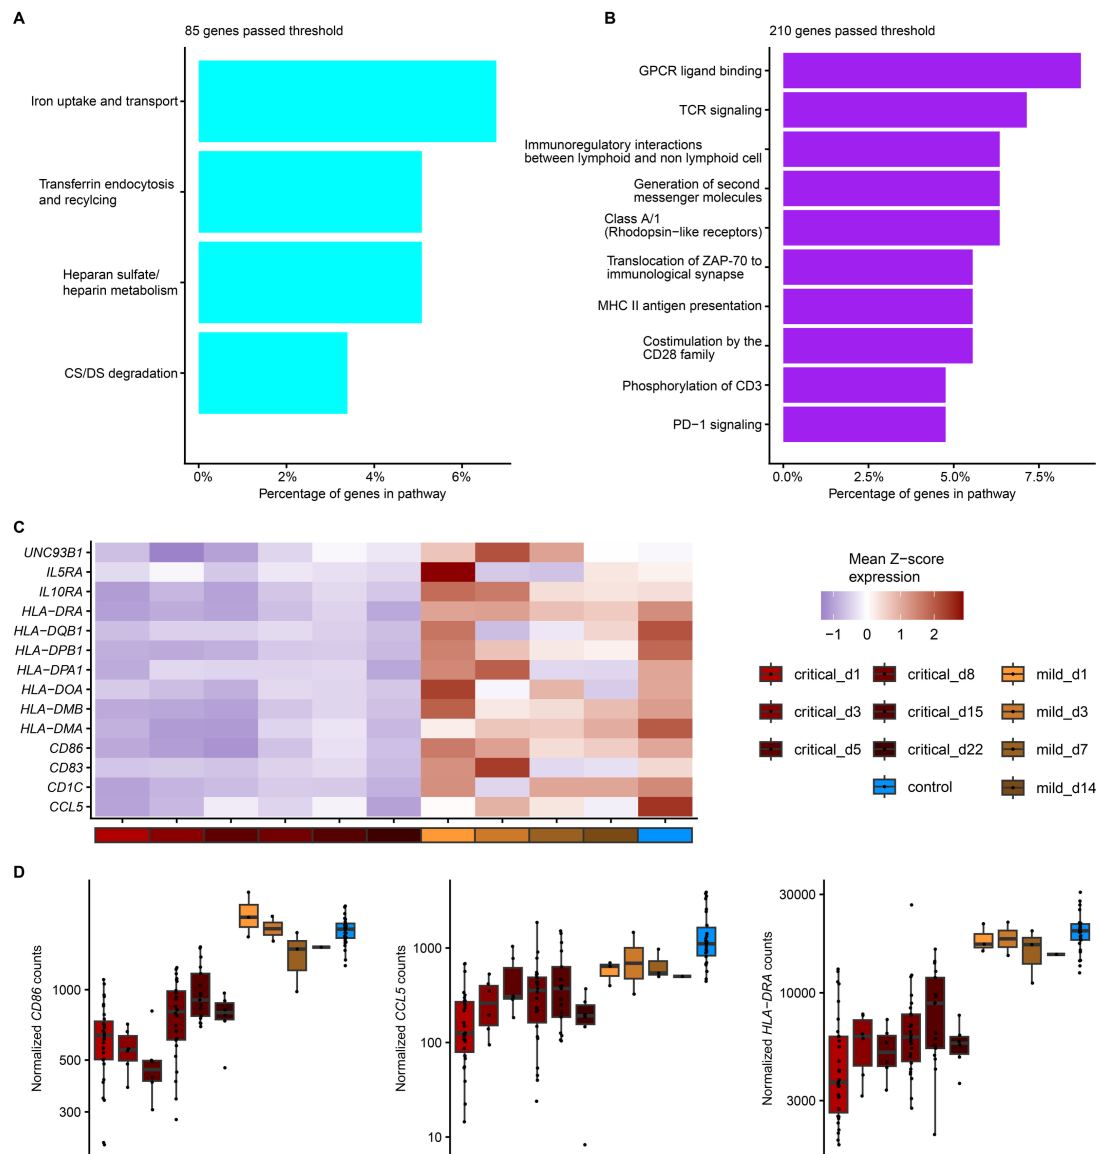 A
85 genes passed threshold
Iron uptake and transport
Transferrin endocytosis
and recylcing
Heparan sulfate/
heparin metabolism
CS/DS degradation
0%
2%
4%
6%
Percentage of genes in pathway
B
210 genes passed threshold
GPCR ligand binding
TCR signaling
Immunoregulatory interactions
between lymphoid and non lymphoid cell
Generation of second
messenger molecules
Class A/1
(Rhodopsin−like receptors)
Translocation of ZAP-70 to
immunological synapse
MHC II antigen presentation
Costimulation by the
CD28 family
Phosphorylation of CD3
PD−1 signaling
0.0%
2.5%
5.0%
7.5%
Percentage of genes in pathway
C
UNC93B1
IL5RA
IL10RA
HLA−DRA
HLA−DQB1
HLA−DPB1
HLA−DPA1
HLA−DOA
HLA−DMB
HLA−DMA
CD86
CD83
CD1C
CCL5
Mean Z−score
expression
−1
0
1
2
critical_d1
critical_d8
mild_d1
critical_d3
critical_d15
mild_d3
critical_d5
critical_d22
mild_d7
control
mild_d14
D
Normalized CD86 counts
1000
500
300
Normalized CCL5 counts
1000
100
10
Normalized HLA−DRA counts
30000
10000
3000